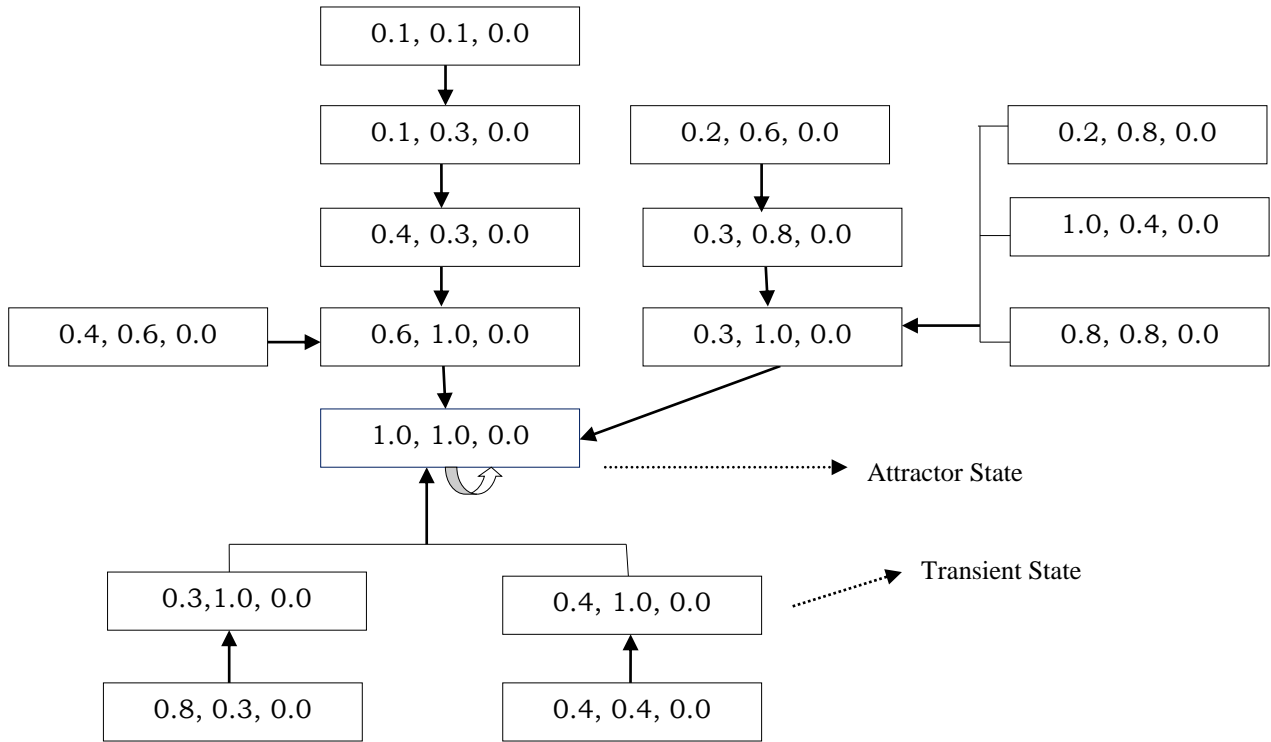 0.1, 0.1, 0.0
0.1, 0.3, 0.0
0.2, 0.6, 0.0
0.2, 0.8, 0.0
0.4, 0.3, 0.0
0.3, 0.8, 0.0
1.0, 0.4, 0.0
0.4, 0.6, 0.0
0.6, 1.0, 0.0
0.3, 1.0, 0.0
0.8, 0.8, 0.0
1.0, 1.0, 0.0
Attractor State
Transient State
0.3,1.0, 0.0
0.4, 1.0, 0.0
0.8, 0.3, 0.0
0.4, 0.4, 0.0